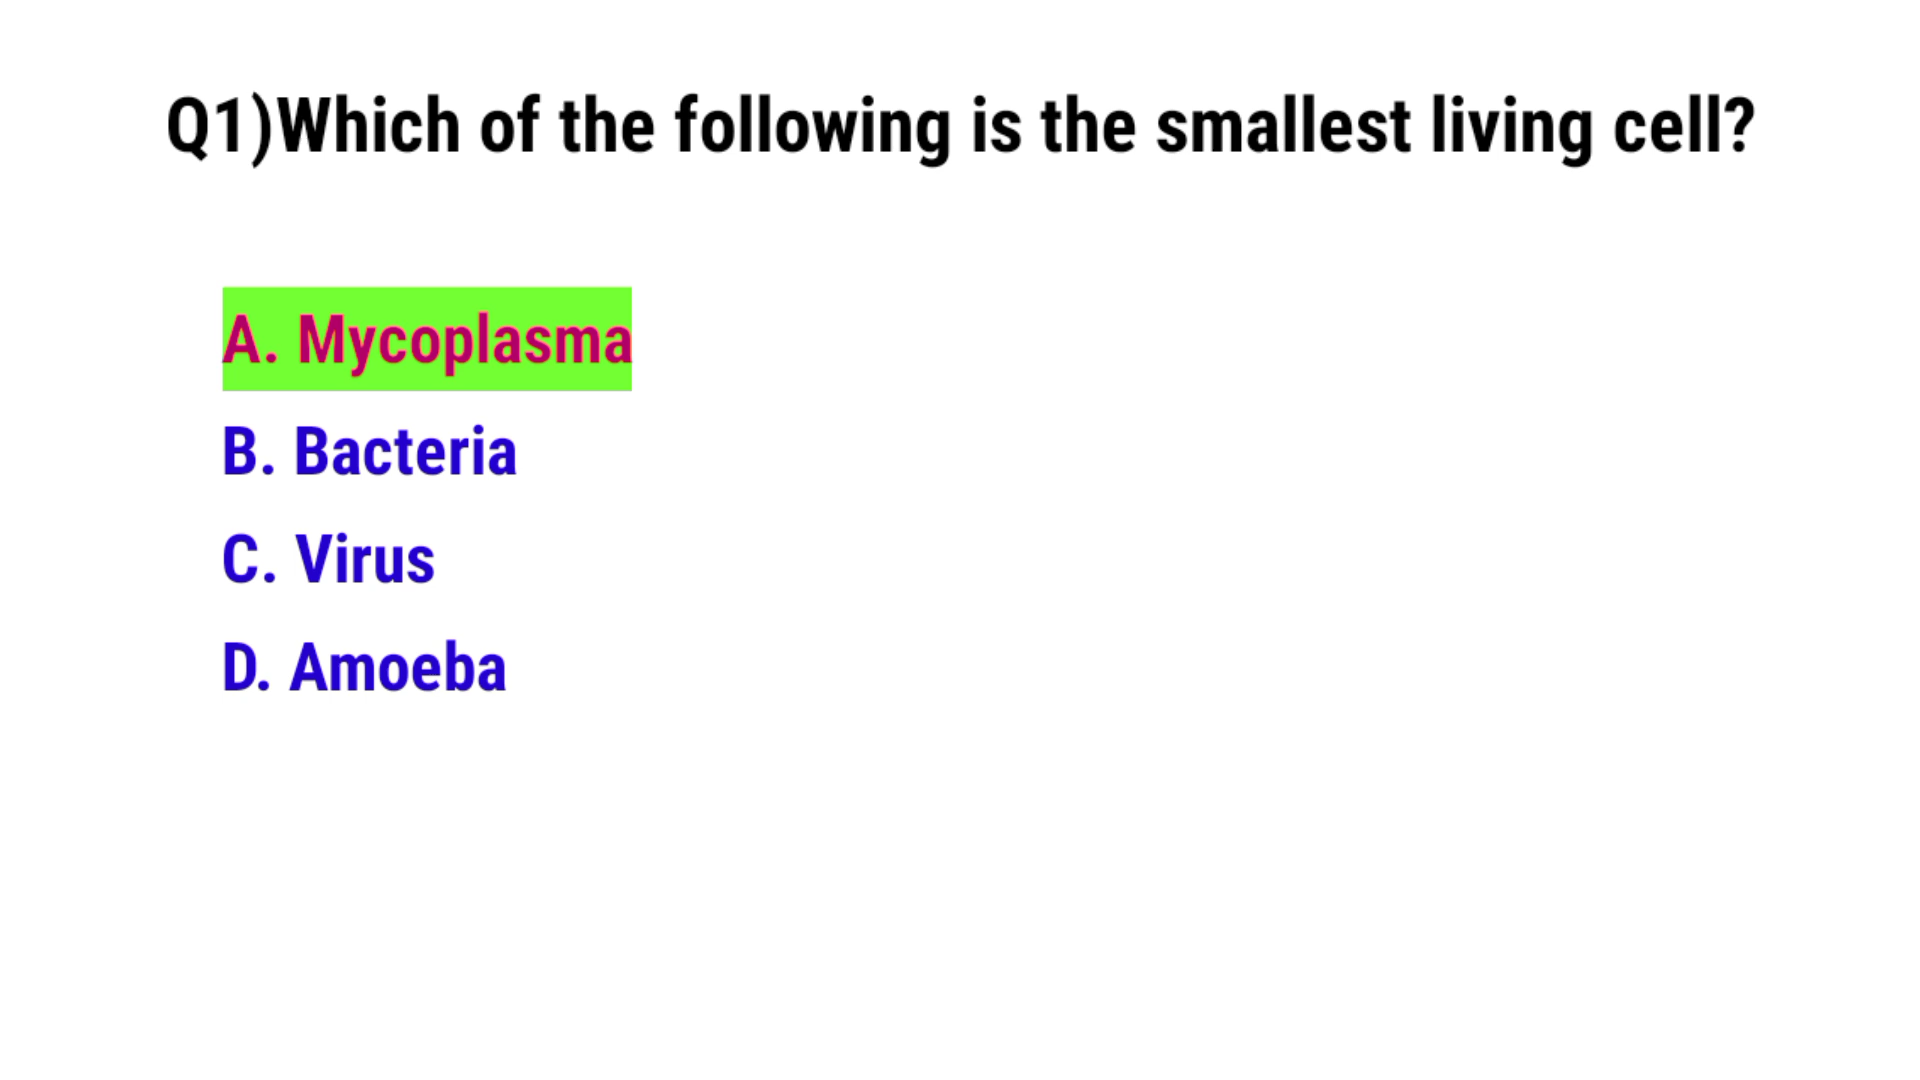 Q1)Which of the following is the smallest living cell?
A. Mycoplasma
B. Bacteria
C. Virus
D. Amoeba